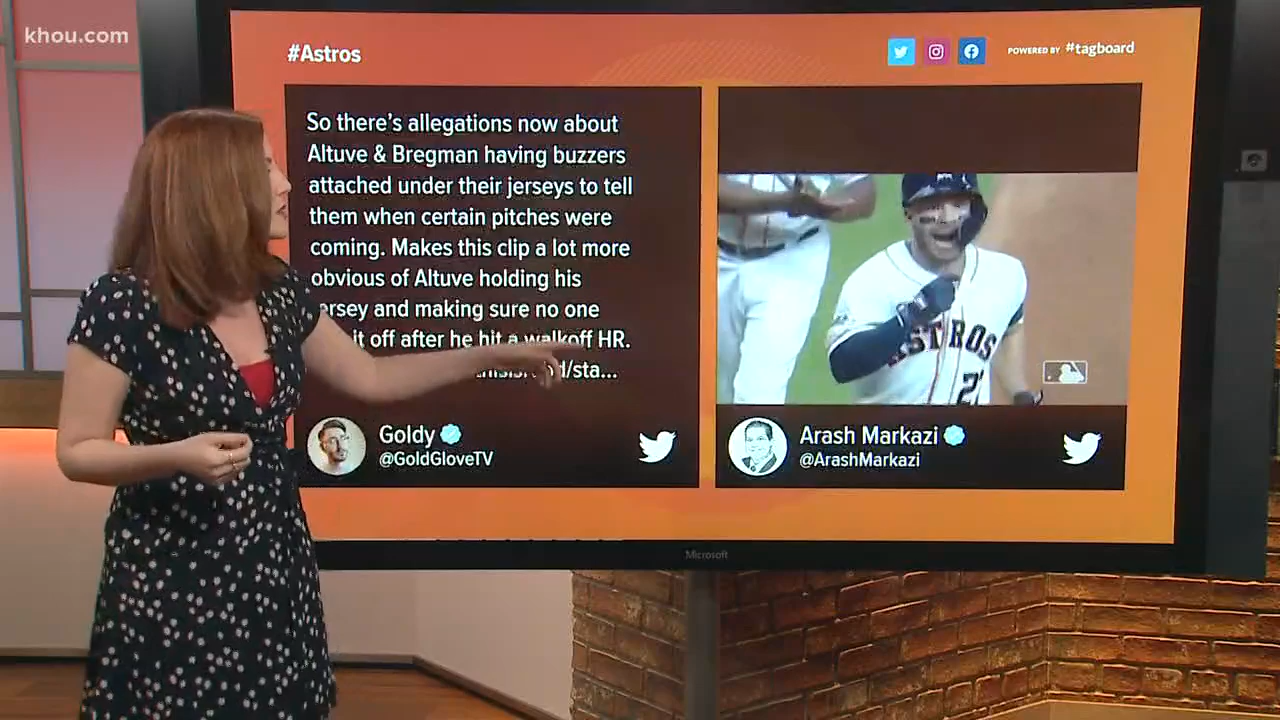 khou.com
#Astros
POWERED BY #tagboard
So there's allegations now about
Altuve & Bregman having buzzers
attached under their jerseys to tell
them when certain pitches were
coming. Makes this clip a lot more
obvious of Altuve holding his
ersey and making sure no one
it off after he hit a walkoff HR.
d/sta...
Goldy
@GoldGloveTV
ASTROS
2
Arash Markazi
@ArashMarkazi
Microsoft